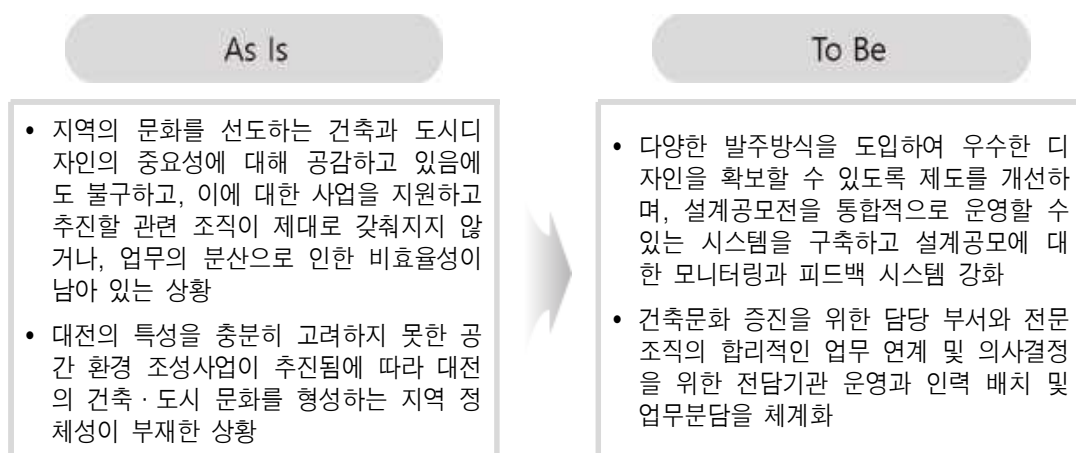 As Is
• 지역의 문화를 선도하는 건축과 도시디
자인의 중요성에 대해 공감하고 있음에
도 불구하고, 이에 대한 사업을 지원하고
추진할 관련 조직이 제대로 갖춰지지 않
거나, 업무의 분산으로 인한 비효율성이
남아 있는 상황
• 대전의 특성을 충분히 고려하지 못한 공
간 환경 조성사업이 추진됨에 따라 대전
의 건축 · 도시 문화를 형성하는 지역 정
체성이 부재한 상황
To Be
• 다양한 발주방식을 도입하여 우수한 디
자인을 확보할 수 있도록 제도를 개선하
며, 설계공모전을 통합적으로 운영할 수
있는 시스템을 구축하고 설계공모에 대
한 모니터링과 피드백 시스템 강화
• 건축문화 증진을 위한 담당 부서와 전문
조직의 합리적인 업무 연계 및 의사결정
을 위한 전담기관 운영과 인력 배치 및
업무분담을 체계화